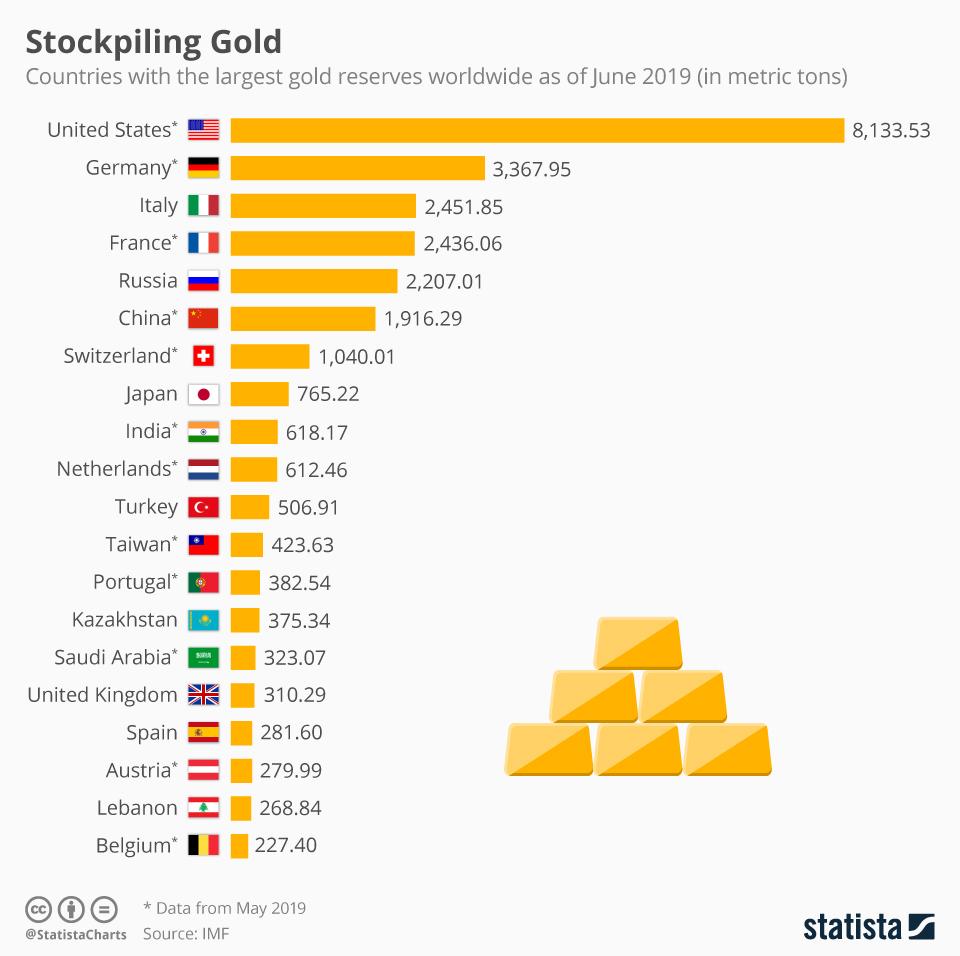 Stockpiling Gold
Countries with the largest gold reserves worldwide as of June 2019 (in metric tons)
United States* 8,133.53
Germany* 3,367.95
Italy 2,451.85
France* 2,436.06
Russia 2,207.01
China* 1,916.29
Switzerland* 1,040.01
Japan 765.22
India* 618.17
Netherlands* 612.46
Turkey 506.91
Taiwan* 423.63
Portugal* 382.54
Kazakhstan 375.34
Saudi Arabia* 323.07
United Kingdom 310.29
Spain 281.60
Austria* 279.99
Lebanon 268.84
Belgium* 227.40
cc
* Data from May 2019
@StatistaCharts Source: IMF
statista